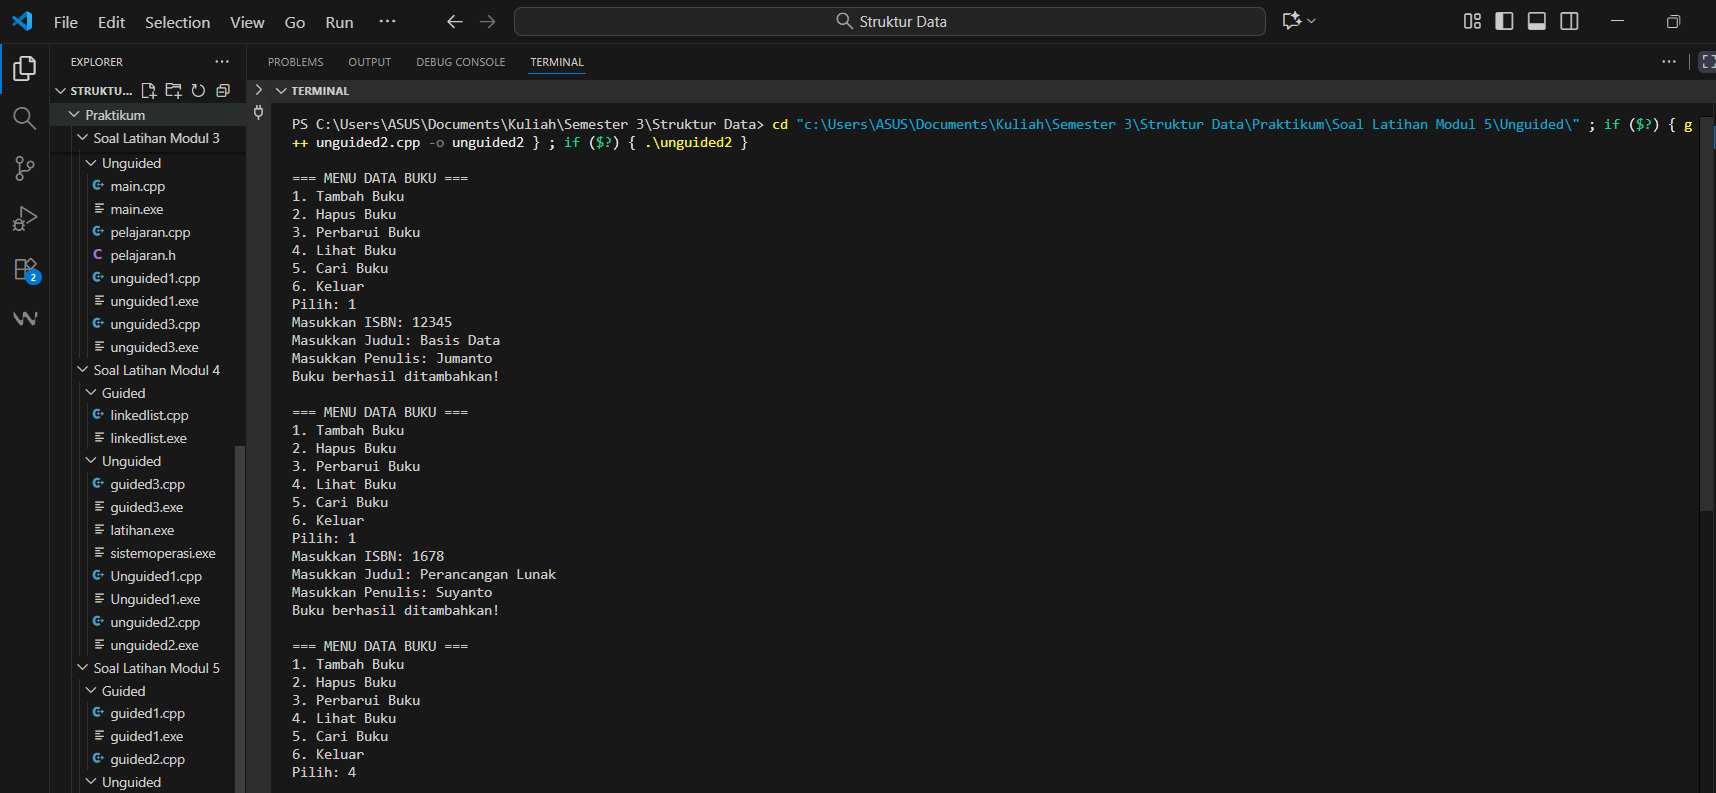 File Edit Selection View Go Run ···
Struktur Data
EXPLORER ···
STRUKTU...
Praktikum
Soal Latihan Modul 3
Unguided
main.cpp
main.exe
pelajaran.cpp
pelajaran.h
unguided1.cpp
unguided1.exe
unguided3.cpp
unguided3.exe
Soal Latihan Modul 4
Guided
linkedlist.cpp
linkedlist.exe
Unguided
guided3.cpp
guided3.exe
latihan.exe
sistemoperasi.exe
Unguided1.cpp
Unguided1.exe
unguided2.cpp
unguided2.exe
Soal Latihan Modul 5
Guided
guided1.cpp
guided1.exe
guided2.cpp
Unguided
2
PROBLEMS OUTPUT DEBUG CONSOLE TERMINAL ···
TERMINAL
PS C:\Users\ASUS\Documents\Kuliah\Semester 3\Struktur Data> cd "c:\Users\ASUS\Documents\Kuliah\Semester 3\Struktur Data\Praktikum\Soal Latihan Modul 5\Unguided\" ; if ($?) { g
++ unguided2.cpp -o unguided2 } ; if ($?) { .\unguided2 }
=== MENU DATA BUKU ===
1. Tambah Buku
2. Hapus Buku
3. Perbarui Buku
4. Lihat Buku
5. Cari Buku
6. Keluar
Pilih: 1
Masukkan ISBN: 12345
Masukkan Judul: Basis Data
Masukkan Penulis: Jumanto
Buku berhasil ditambahkan!
=== MENU DATA BUKU ===
1. Tambah Buku
2. Hapus Buku
3. Perbarui Buku
4. Lihat Buku
5. Cari Buku
6. Keluar
Pilih: 1
Masukkan ISBN: 1678
Masukkan Judul: Perancangan Lunak
Masukkan Penulis: Suyanto
Buku berhasil ditambahkan!
=== MENU DATA BUKU ===
1. Tambah Buku
2. Hapus Buku
3. Perbarui Buku
4. Lihat Buku
5. Cari Buku
6. Keluar
Pilih: 4